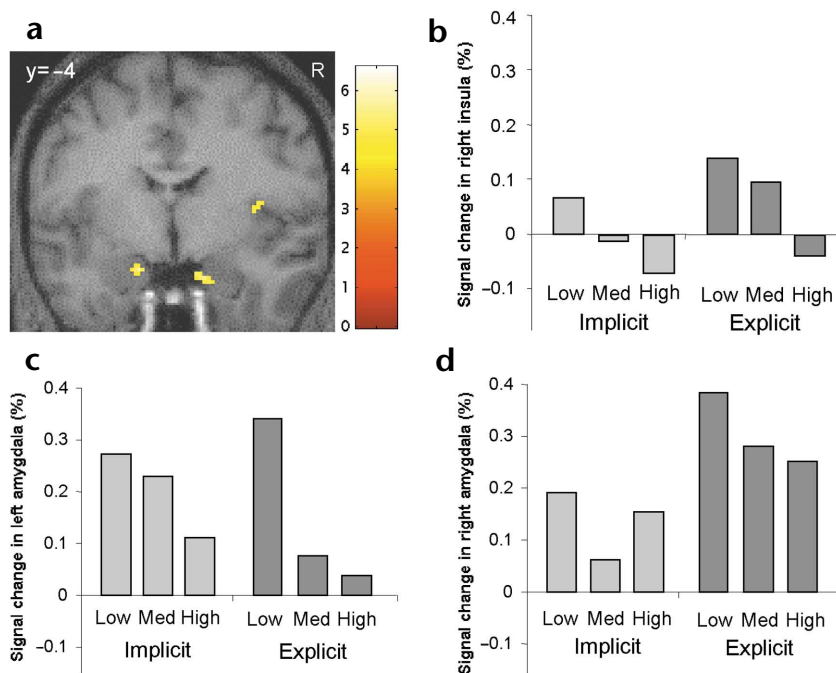 a
y= −4
R
6
5
4
3
2
1
0
b
Signal change in right insula (%)
0.4
0.3
0.2
0.1
0
−0.1
Low Med High
Implicit
Low Med High
Explicit
c
Signal change in left amygdala (%)
0.4
0.3
0.2
0.1
0
−0.1
Low Med High
Implicit
Low Med High
Explicit
d
Signal change in right amygdala (%)
0.4
0.3
0.2
0.1
0
−0.1
Low Med High
Implicit
Low Med High
Explicit